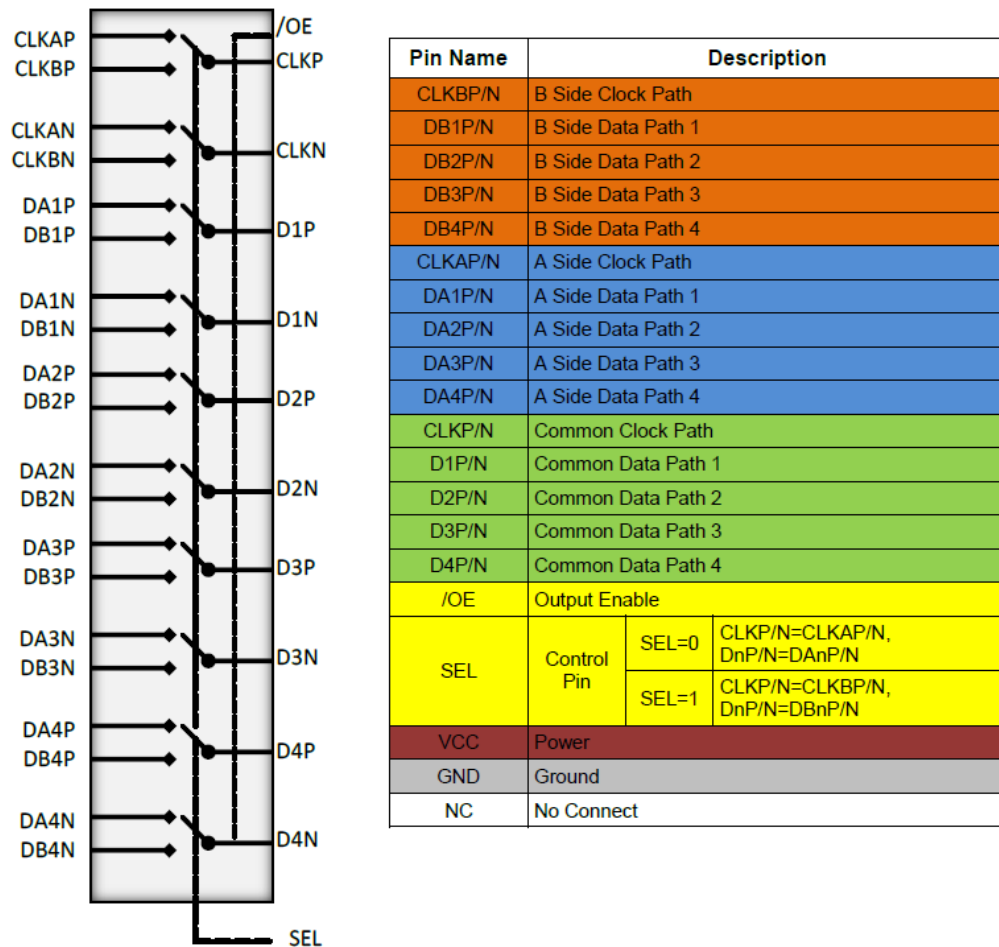 /OE
CLKAP
CLKP
CLKBP
CLKAN
CLKN
CLKBN
DA1P
D1P
DB1P
DA1N
D1N
DB1N
DA2P
D2P
DB2P
DA2N
D2N
DB2N
DA3P
D3P
DB3P
DA3N
D3N
DB3N
DA4P
D4P
DB4P
DA4N
D4N
DB4N
SEL
Pin Name Description
CLKBP/N B Side Clock Path
DB1P/N B Side Data Path 1
DB2P/N B Side Data Path 2
DB3P/N B Side Data Path 3
DB4P/N B Side Data Path 4
CLKAP/N A Side Clock Path
DA1P/N A Side Data Path 1
DA2P/N A Side Data Path 2
DA3P/N A Side Data Path 3
DA4P/N A Side Data Path 4
CLKP/N Common Clock Path
D1P/N Common Data Path 1
D2P/N Common Data Path 2
D3P/N Common Data Path 3
D4P/N Common Data Path 4
/OE Output Enable
SEL
Control
Pin
SEL=0
CLKP/N=CLKAP/N,
DnP/N=DAnP/N
SEL=1
CLKP/N=CLKBP/N,
DnP/N=DBnP/N
VCC Power
GND Ground
NC No Connect